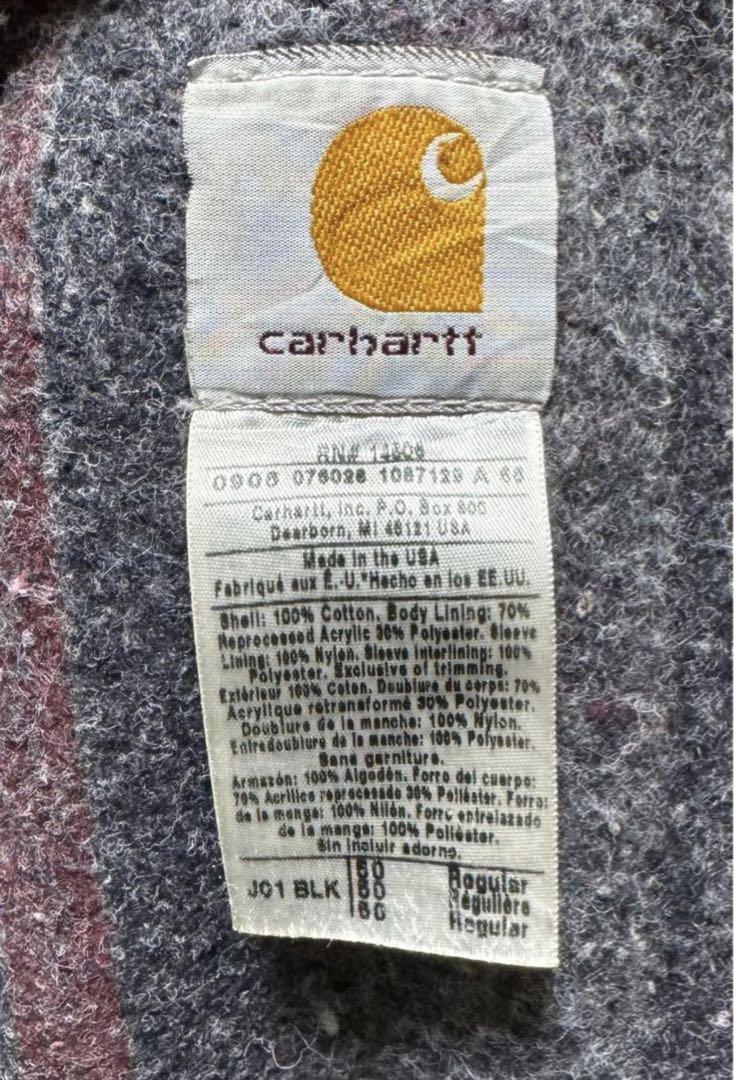 carhartt
RN# 14806
0906 076026 1087129 A 66
Carhartt, Inc. P.O. Box 600
Dearborn, MI 48121 USA
Made in the USA
Fabriqué aux É.-U.*Hecho en los EE.UU.
Shell: 100% Cotton. Body Lining: 70%
Reprocessed Acrylic 30% Polyester. Sleeve
Lining: 100% Nylon. Sleeve Interlining: 100%
Polyester. Exclusive of trimming.
Extérieur 100% Coton. Doublure du corps: 70%
Acrylique retransformé 30% Polyester.
Doublure de la manche: 100% Nylon.
Entredoublure de la manche: 100% Polyester.
Sans garniture.
Armazón: 100% Algodón. Forro del cuerpo:
70% Acrílico reprocesado 30% Poliéster. Forro:
de la manga: 100% Nilón. Forro entrelazado
de la manga: 100% Poliéster.
Sin incluir adorno.
J01 BLK Regular
Régulière
Regular